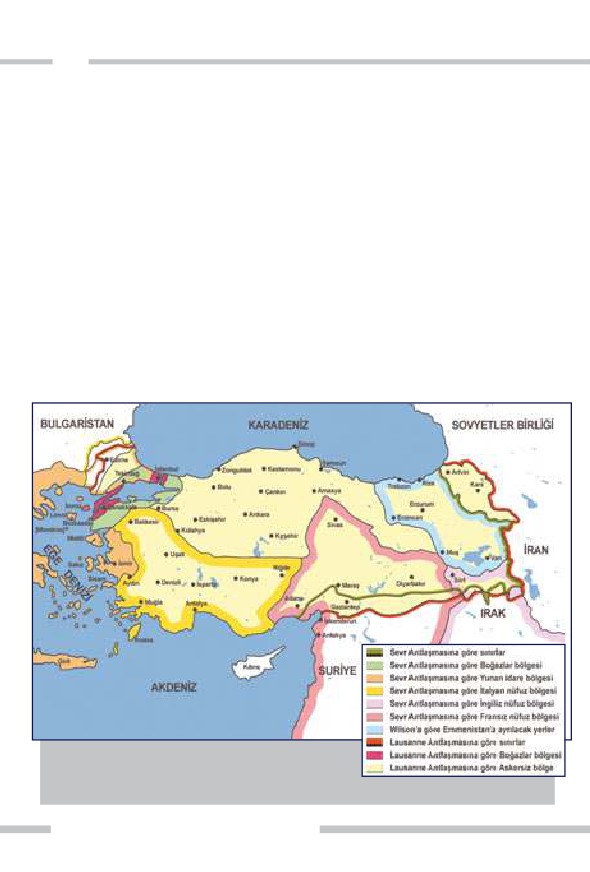 BULGARİSTAN
KARADENİZ
SOVYETLER BİRLİĞİ
Sinop
Edirne
İstanbul
Samsun
Artvin
Tekirdağ
Zonguldak
Kastamonu
Kars
Trabzon
Rize
Bolu
Çankırı
Amasya
Erzurum
Bursa
Erzincan
Balıkesir
Eskişehir
Ankara
Sivas
Kütahya
EGE DENİZİ
Muş
Van
İRAN
Uşak
İzmir
Niğde
Siirt
Aydın
Denizli
Isparta
Konya
Maraş
Diyarbakır
Adana
Muğla
Antalya
Gaziantep
IRAK
İskenderun
Antakya
Girit
Kıbrıs
SURİYE
AKDENİZ
Sevr Antlaşmasına göre sınırlar
Sevr Antlaşmasına göre Boğazlar bölgesi
Sevr Antlaşmasına göre Yunan idare bölgesi
Sevr Antlaşmasına göre İtalyan nüfuz bölgesi
Sevr Antlaşmasına göre İngiliz nüfuz bölgesi
Sevr Antlaşmasına göre Fransız nüfuz bölgesi
Wilson'a göre Ermenistan'a ayrılacak yerler
Lausanne Antlaşmasına göre sınırlar
Lausanne Antlaşmasına göre Boğazlar bölgesi
Lausanne Antlaşmasına göre Askersiz bölge